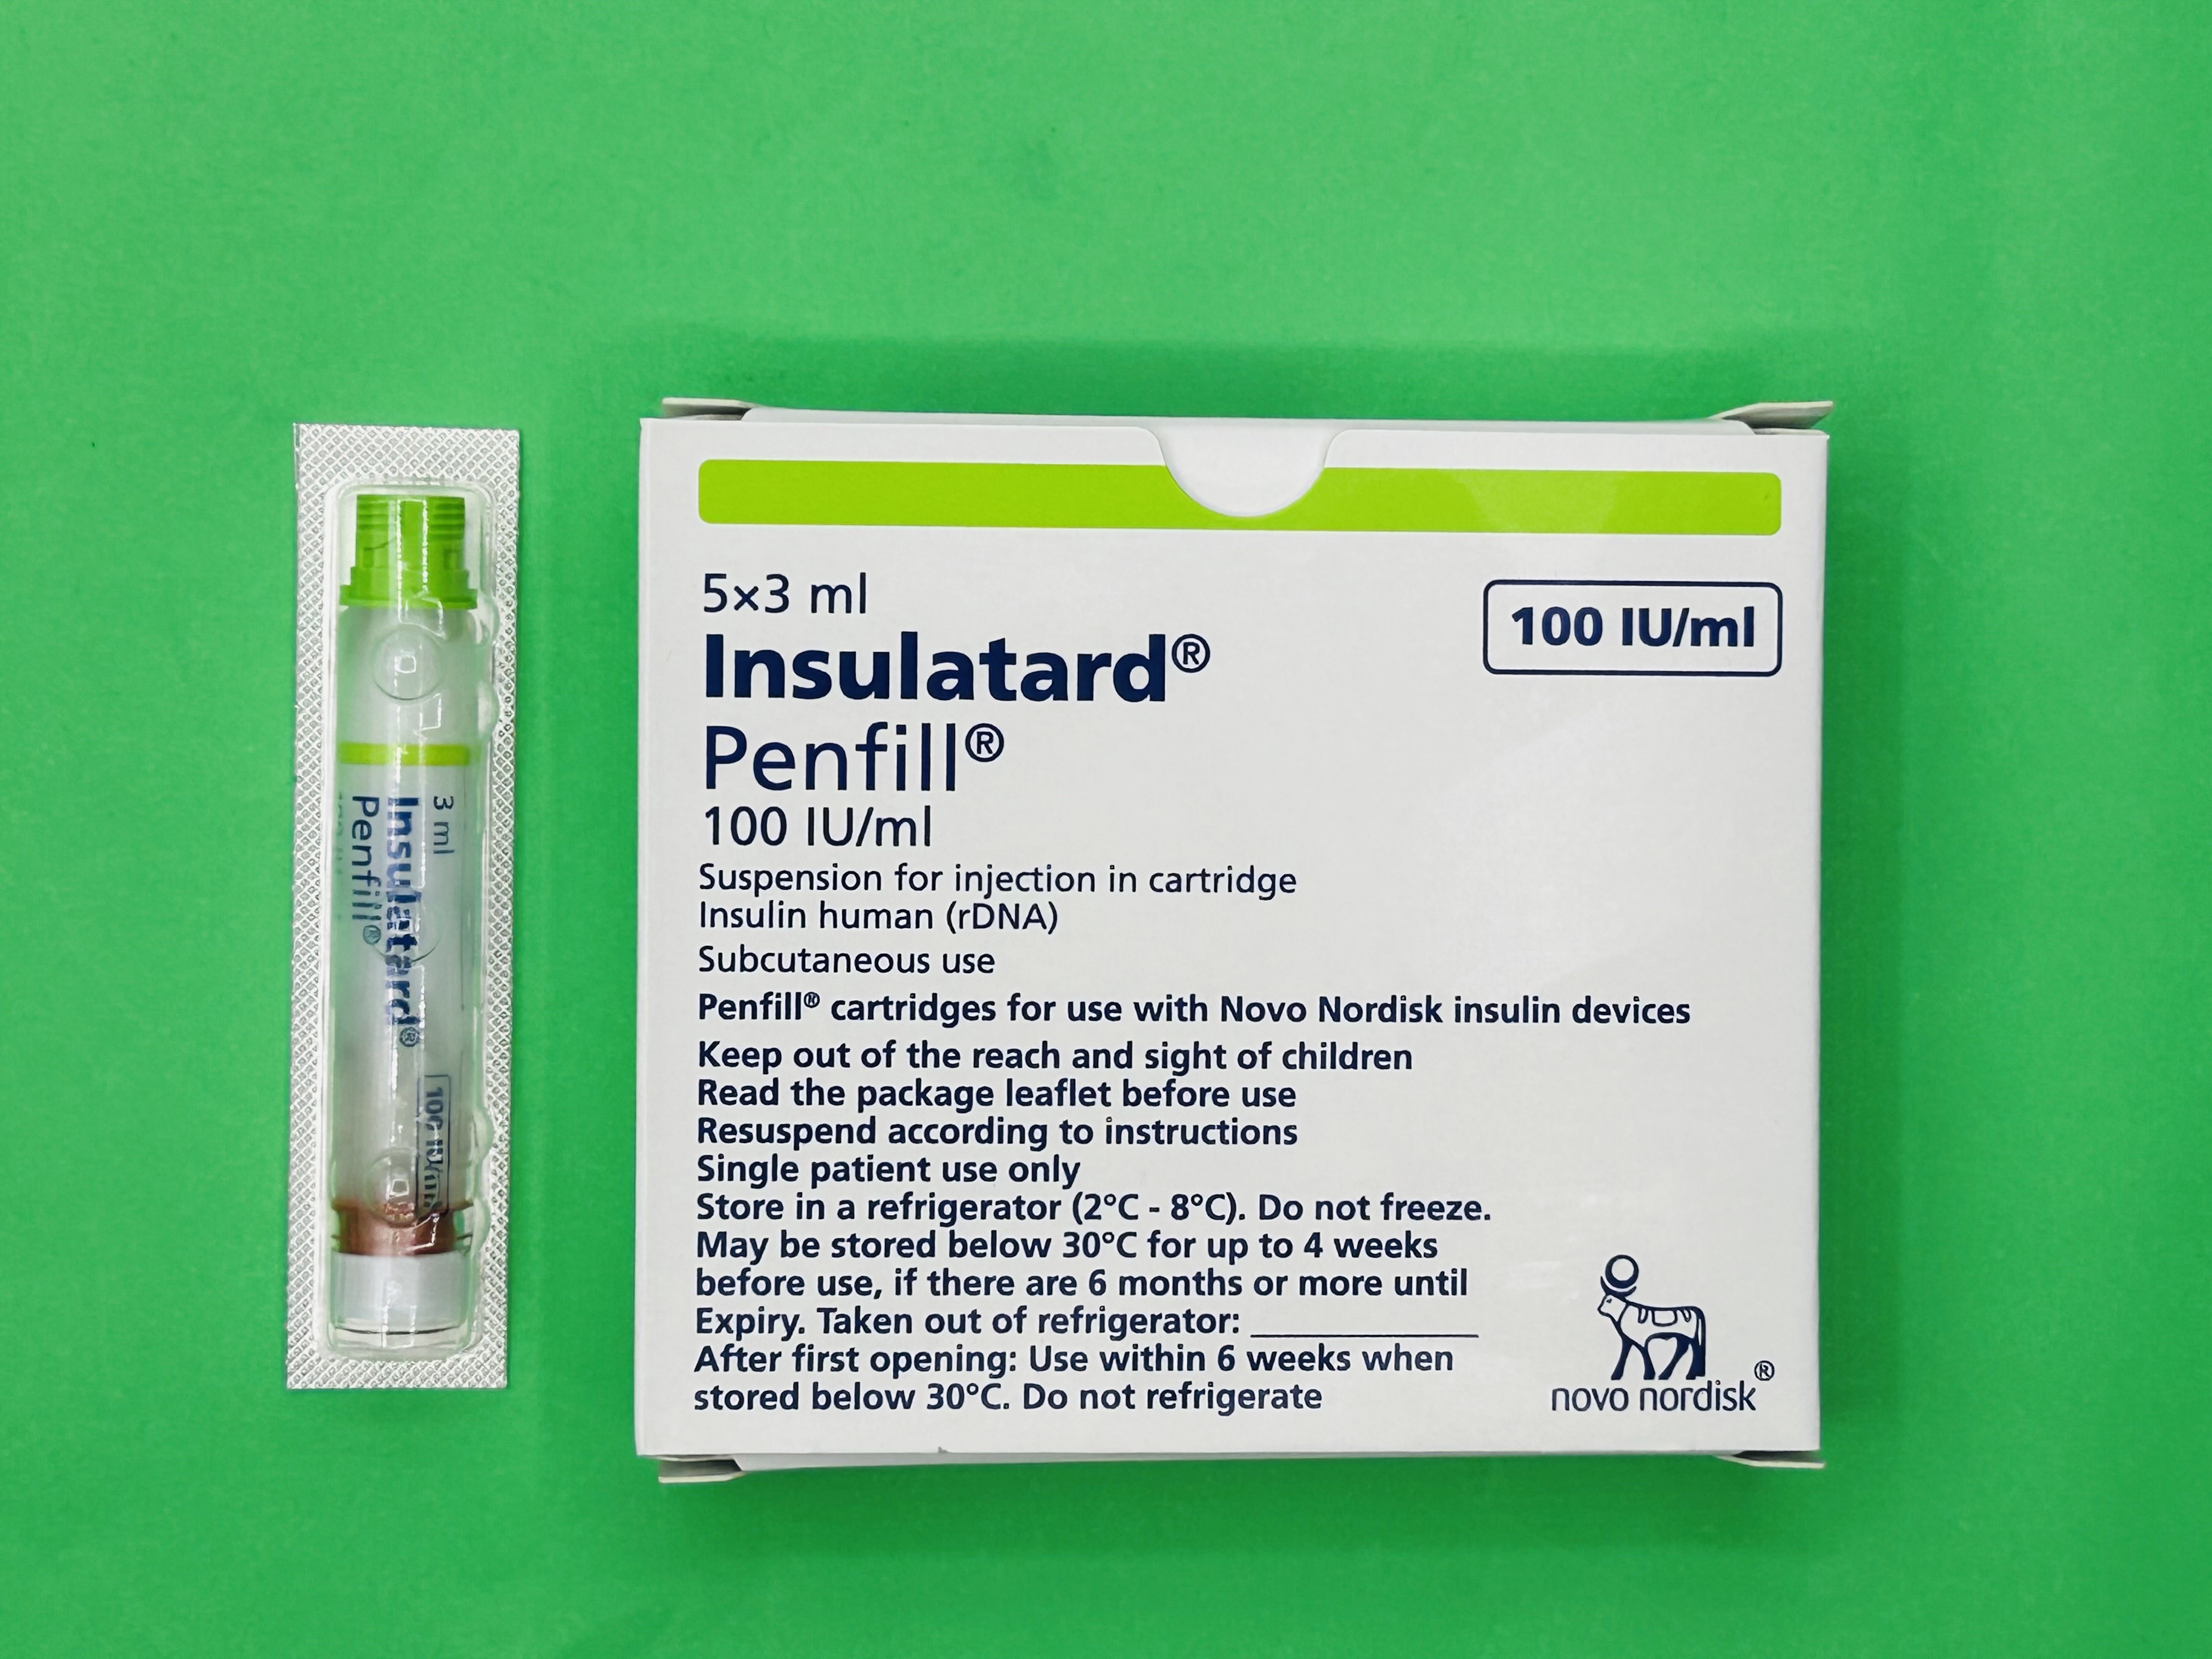 3 ml
Insulatard®
Penfill®
100 IU/ml
5×3 ml
100 IU/ml
Insulatard®
Penfill®
100 IU/ml
Suspension for injection in cartridge
Insulin human (rDNA)
Subcutaneous use
Penfill® cartridges for use with Novo Nordisk insulin devices
Keep out of the reach and sight of children
Read the package leaflet before use
Resuspend according to instructions
Single patient use only
Store in a refrigerator (2°C - 8°C). Do not freeze.
May be stored below 30°C for up to 4 weeks
before use, if there are 6 months or more until
Expiry. Taken out of refrigerator: ____________
After first opening: Use within 6 weeks when
stored below 30°C. Do not refrigerate
novo nordisk®